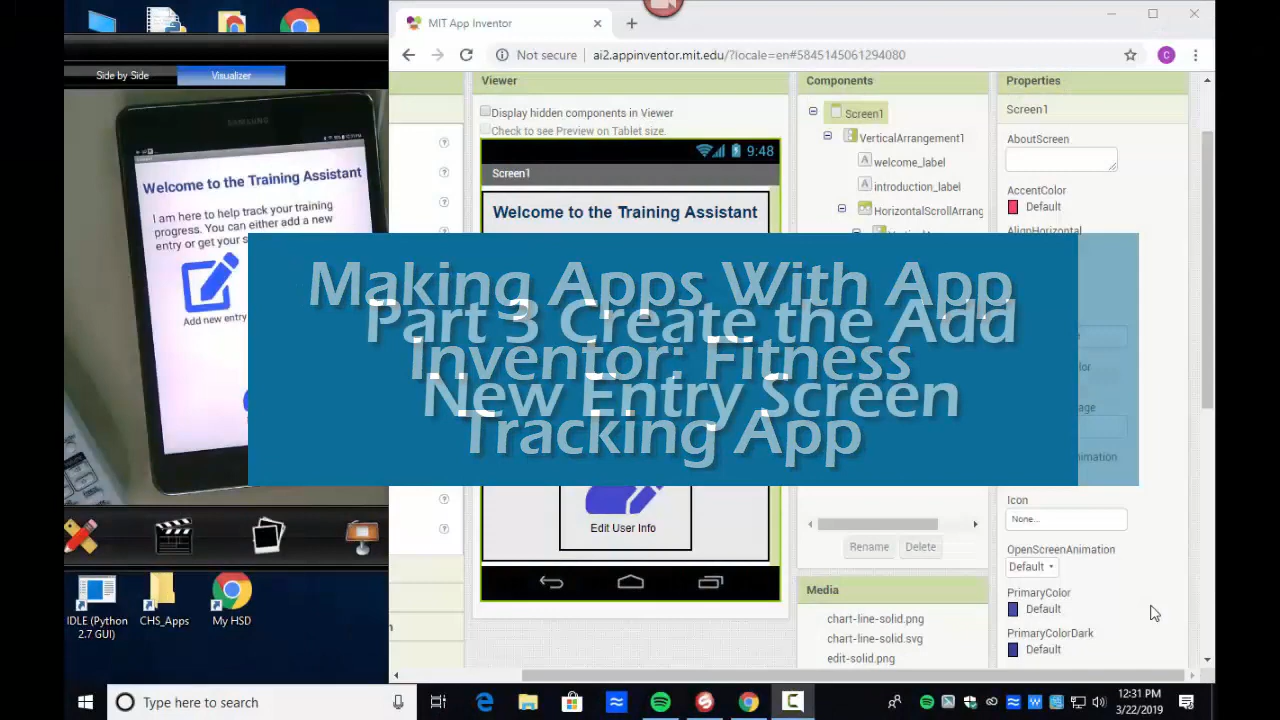 MIT App Inventor
Not secure
ai2.appinventor.mit.edu/?locale=en#5845145061294080
Side by Side
Visualizer
SAMSUNG
Welcome to the Training Assistant
I am here to help track your training
progress. You can either add a new
entry or get your s
Add new entry
Viewer
Display hidden components in Viewer
Check to see Preview on Tablet size.
9:48
Screen1
Welcome to the Training Assistant
Making Apps With App
Part 3 Create the Add
Inventor: Fitness
New Entry Screen
Tracking App
Edit User Info
Components
Screen1
VerticalArrangement1
welcome_label
introduction_label
HorizontalScrollArrang
Rename
Delete
Media
chart-line-solid.png
chart-line-solid.svg
edit-solid.png
Properties
Screen1
AboutScreen
AccentColor
Default
AlignHorizontal
Icon
None...
OpenScreenAnimation
Default
PrimaryColor
Default
PrimaryColorDark
Default
IDLE (Python
2.7 GUI)
CHS_Apps
My HSD
Type here to search
12:31 PM
3/22/2019